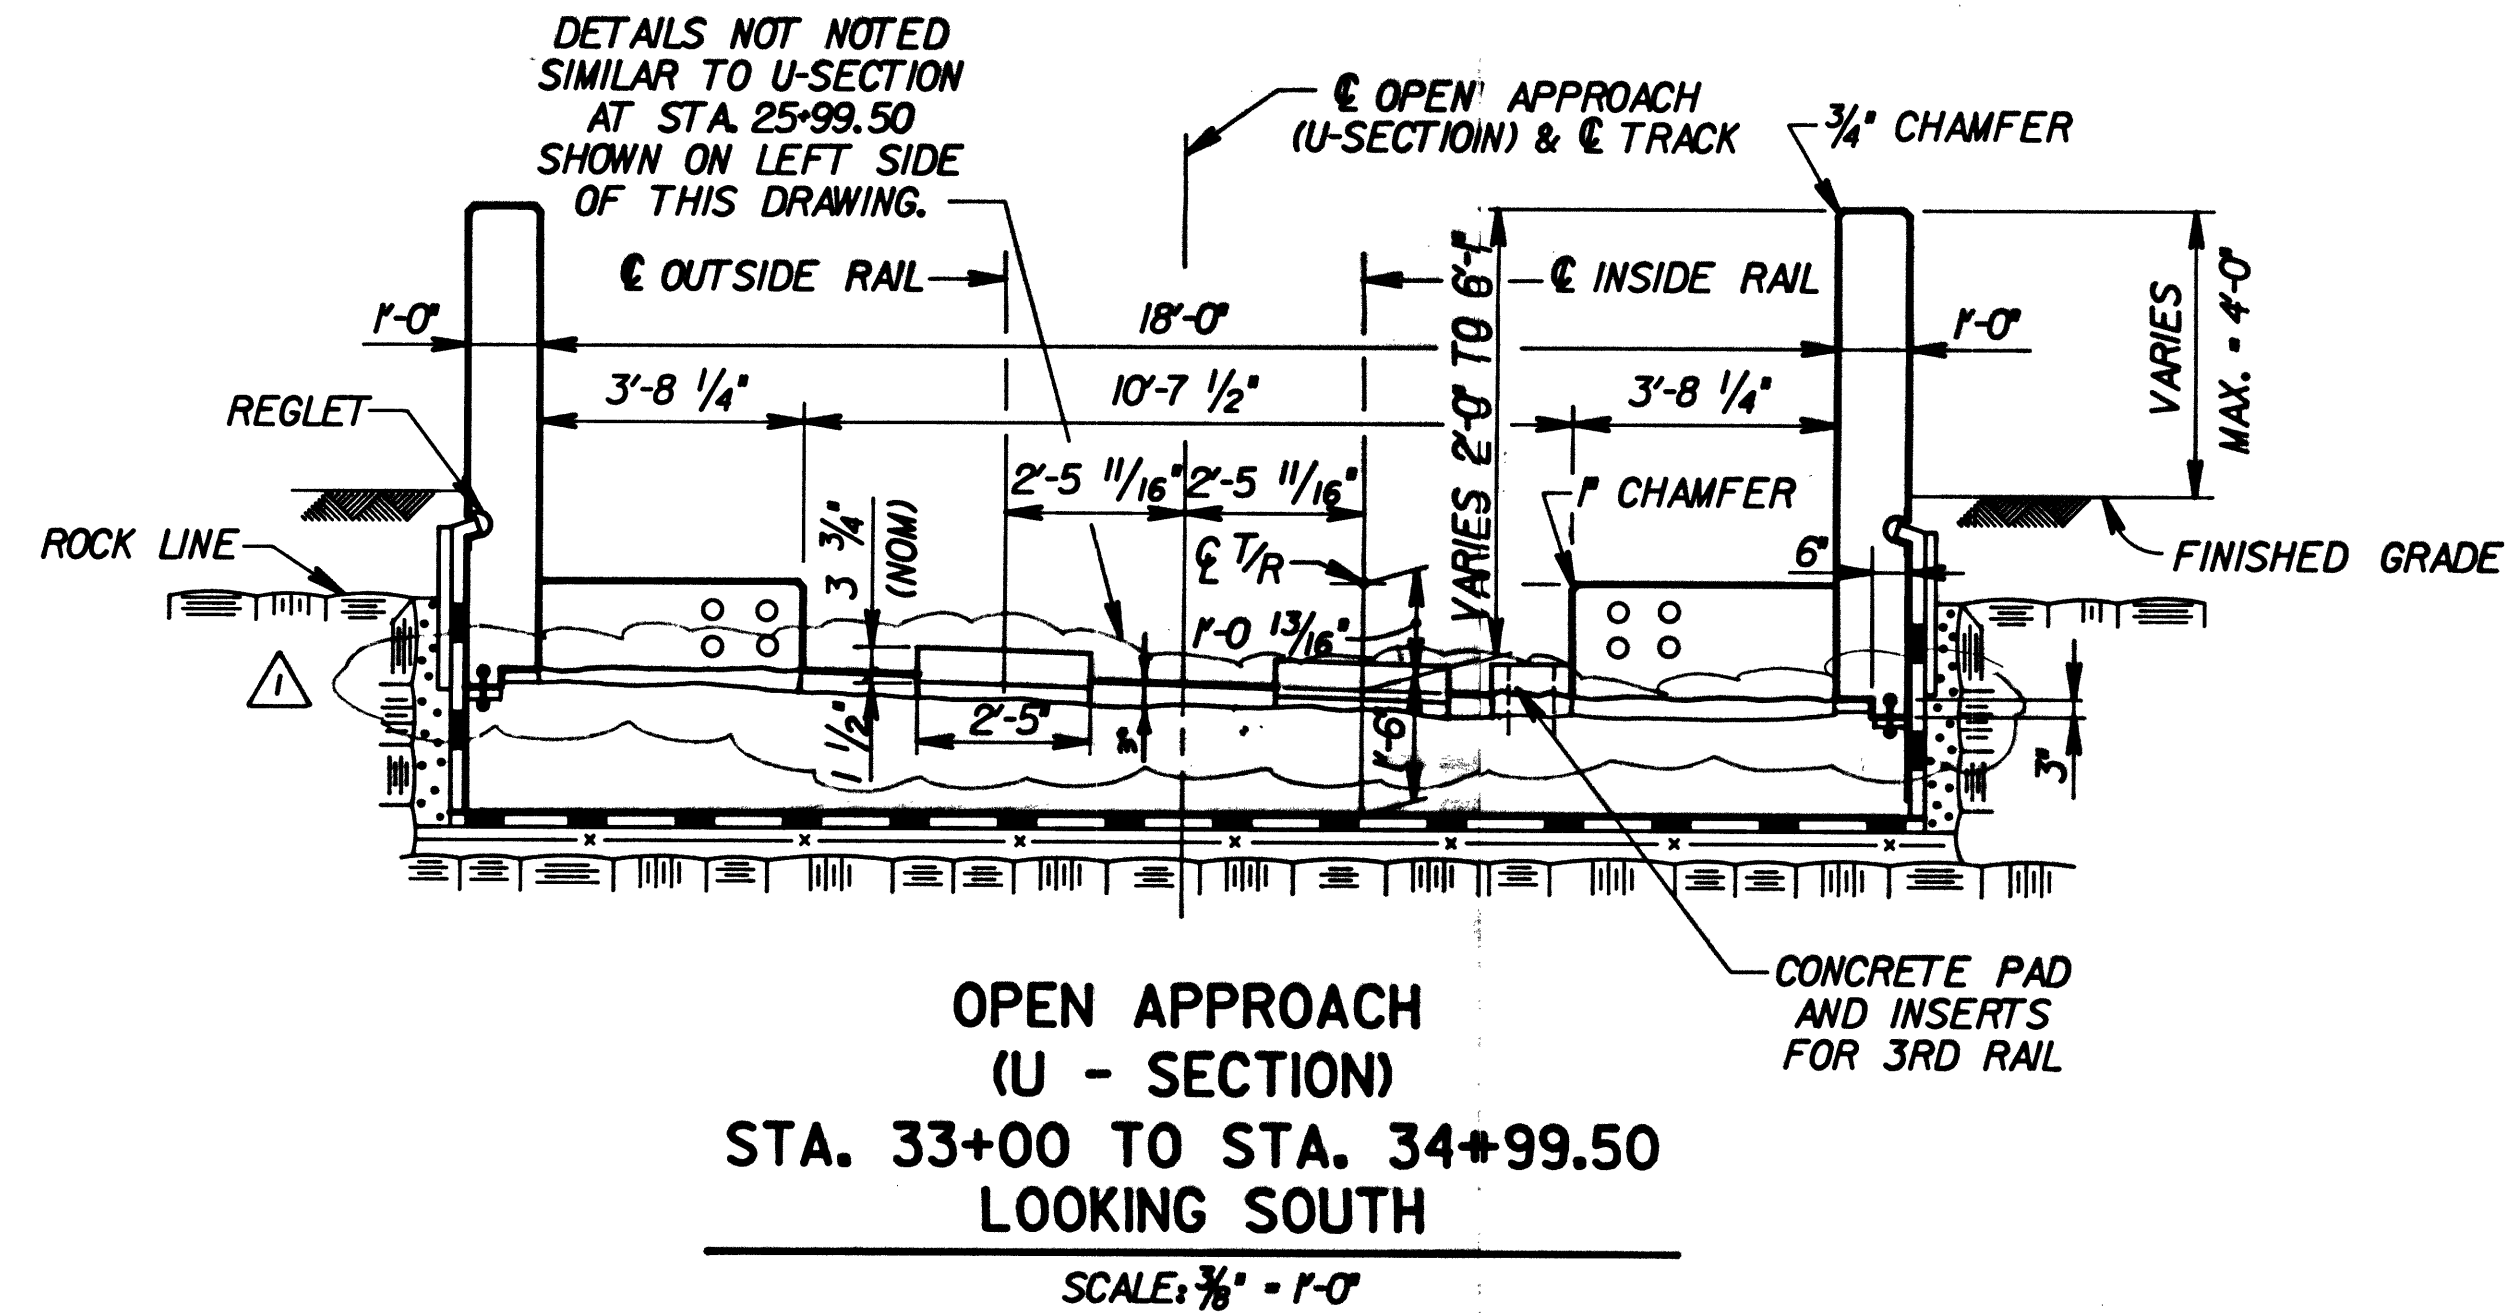 DETAILS NOT NOTED
SIMILAR TO U-SECTION
AT STA. 25+99.50
SHOWN ON LEFT SIDE
OF THIS DRAWING.
℄ OPEN APPROACH
(U-SECTIOIN) & ℄ TRACK
3/4" CHAMFER
℄ OUTSIDE RAIL
℄ INSIDE RAIL
1'-0"
18'-0"
1'-0"
VARIES 2'-0" TO 6'-1"
VARIES
MAX. = 4'-0"
3'-8 1/4"
10'-7 1/2"
3'-8 1/4"
REGLET
2'-5 11/16"
2'-5 11/16"
1" CHAMFER
ROCK LINE
3 3/4"
(NOM)
℄ T/R
6"
FINISHED GRADE
1'-0 13/16"
1
1 1/2"
2'-5"
3"
1'-6"
3"
CONCRETE PAD
AND INSERTS
FOR 3RD RAIL
OPEN APPROACH
(U - SECTION)
STA. 33+00 TO STA. 34+99.50
LOOKING SOUTH
SCALE: 3/8" = 1'-0"